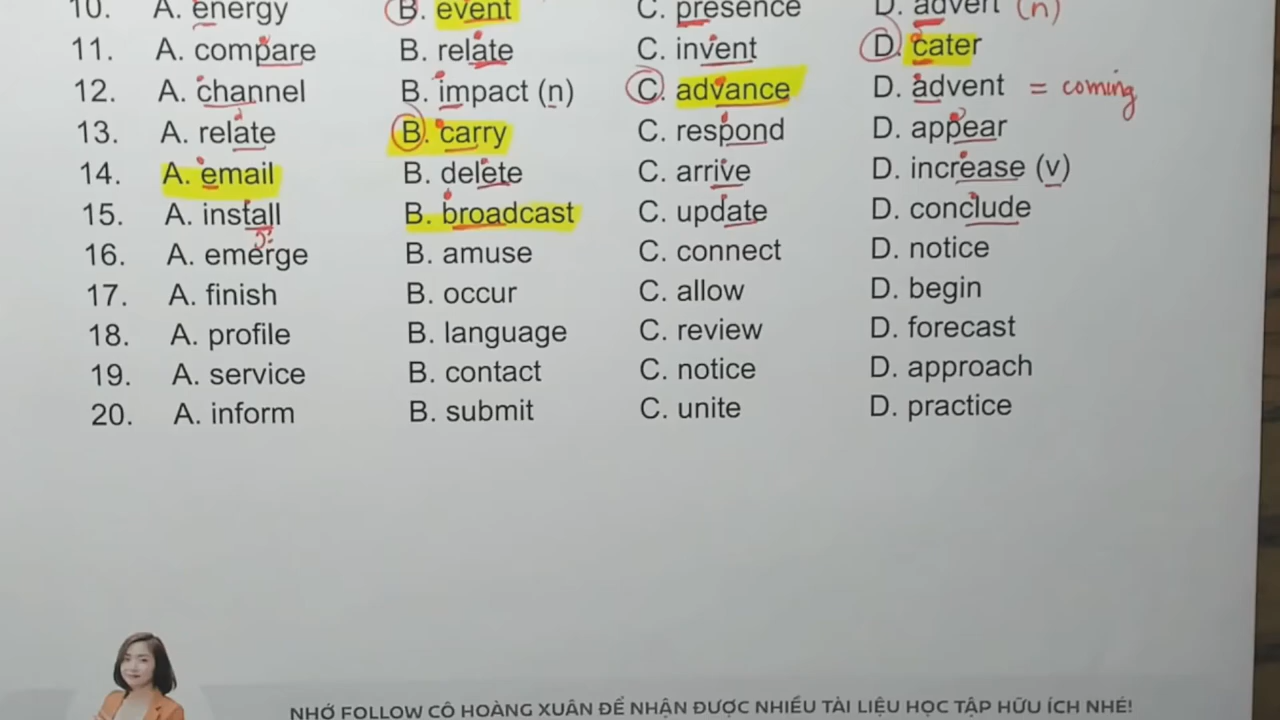 10. A. energy B. event C. presence D. advert (n)
11. A. compare B. relate C. invent D. cater
12. A. channel B. impact (n) C. advance D. advent = coming
13. A. relate B. carry C. respond D. appear
14. A. email B. delete C. arrive D. increase (v)
15. A. install B. broadcast C. update D. conclude
16. A. emerge B. amuse C. connect D. notice
17. A. finish B. occur C. allow D. begin
18. A. profile B. language C. review D. forecast
19. A. service B. contact C. notice D. approach
20. A. inform B. submit C. unite D. practice
NHỚ FOLLOW CÔ HOÀNG XUÂN ĐỂ NHẬN ĐƯỢC NHIỀU TÀI LIỆU HỌC TẬP HỮU ÍCH NHÉ!